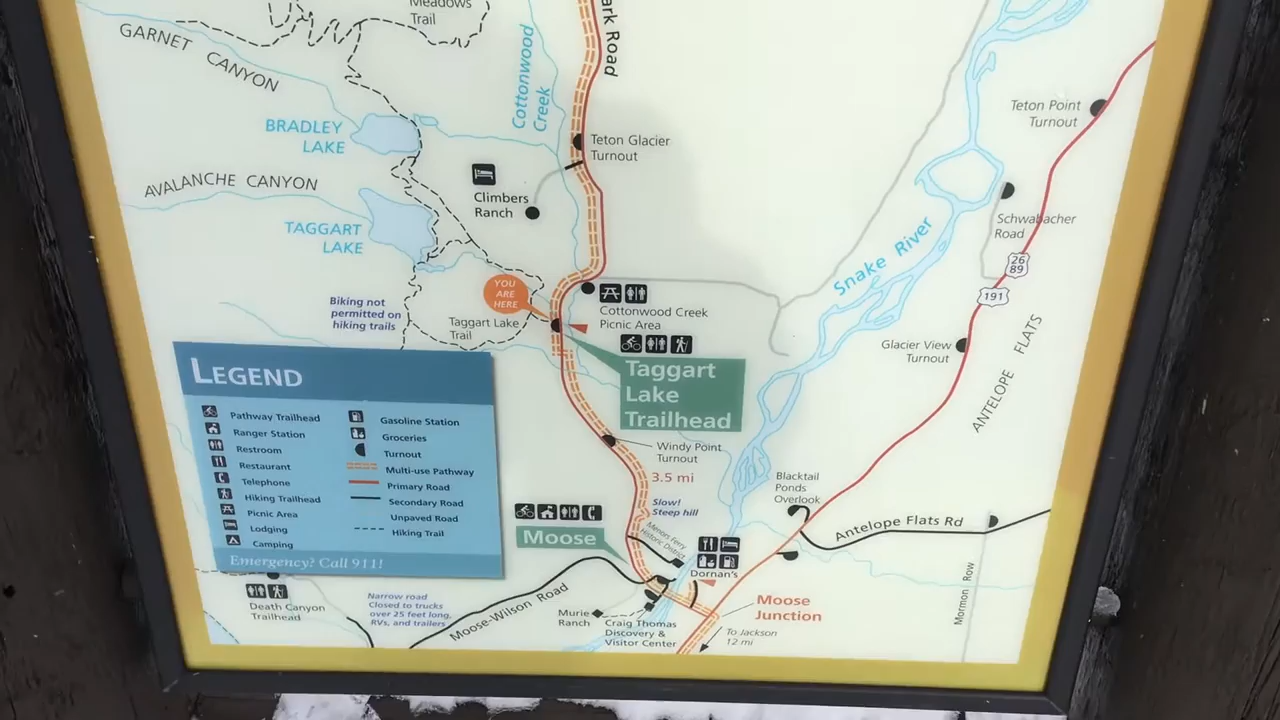 Meadows
Trail
GARNET CANYON
Cottonwood
Creek
ark Road
BRADLEY
LAKE
Teton Glacier
Turnout
Teton Point
Turnout
AVALANCHE CANYON
Climbers
Ranch
TAGGART
LAKE
Snake River
Schwabacher
Road
26
89
191
YOU
ARE
HERE
Biking not
permitted on
hiking trails
Taggart Lake
Trail
Cottonwood Creek
Picnic Area
Glacier View
Turnout
ANTELOPE FLATS
Taggart
Lake
Trailhead
LEGEND
Pathway Trailhead
Ranger Station
Restroom
Restaurant
Telephone
Hiking Trailhead
Picnic Area
Lodging
Camping
Gasoline Station
Groceries
Turnout
Multi-use Pathway
Primary Road
Secondary Road
Unpaved Road
Hiking Trail
Emergency? Call 911!
Windy Point
Turnout
3.5 mi
Slow!
Steep hill
Blacktail
Ponds
Overlook
Antelope Flats Rd
Moose
Menors Ferry
Historic District
Dornan's
Death Canyon
Trailhead
Narrow road
Closed to trucks
over 25 feet long,
RVs, and trailers
Moose-Wilson Road
Murie
Ranch
Craig Thomas
Discovery &
Visitor Center
Moose
Junction
To Jackson
12 mi
Mormon Row